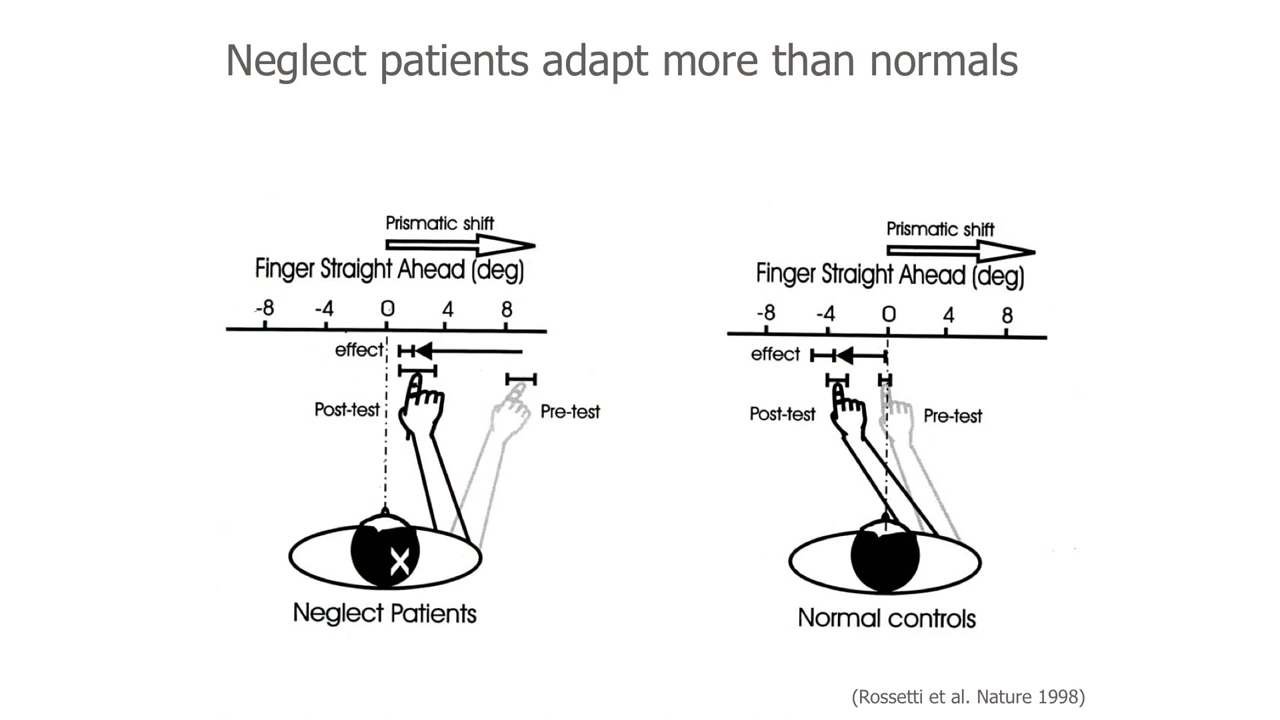 Neglect patients adapt more than normals
Prismatic shift
Finger Straight Ahead (deg)
-8 -4 0 4 8
effect
Post-test
Pre-test
X
Neglect Patients
Prismatic shift
Finger Straight Ahead (deg)
-8 -4 0 4 8
effect
Post-test
Pre-test
Normal controls
(Rossetti et al. Nature 1998)